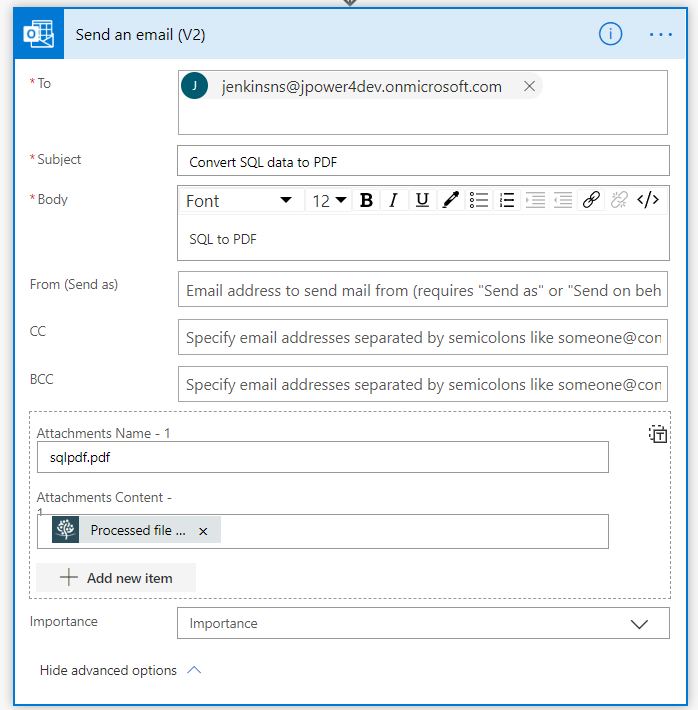 Send an email (V2)
* To
J jenkinsns@jpower4dev.onmicrosoft.com
* Subject
Convert SQL data to PDF
* Body
Font 12 B I U </>
SQL to PDF
From (Send as)
Email address to send mail from (requires "Send as" or "Send on beh
CC
Specify email addresses separated by semicolons like someone@con
BCC
Specify email addresses separated by semicolons like someone@con
Attachments Name - 1
sqlpdf.pdf
Attachments Content -
1
Processed file ...
Add new item
Importance
Importance
Hide advanced options